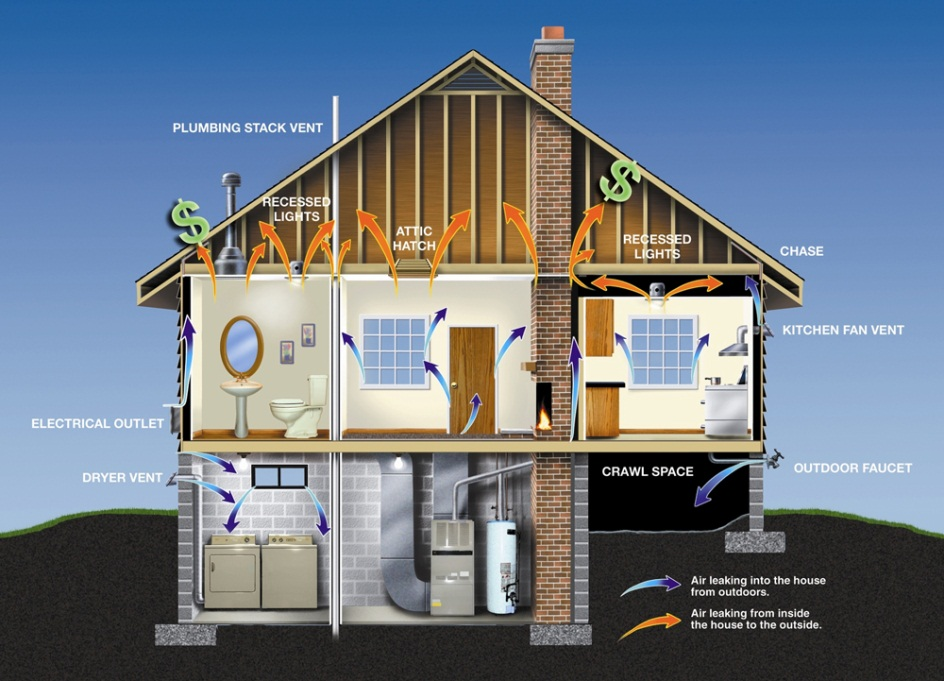 PLUMBING STACK VENT
$
$
RECESSED
LIGHTS
ATTIC
HATCH
RECESSED
LIGHTS
CHASE
KITCHEN FAN VENT
ELECTRICAL OUTLET
DRYER VENT
CRAWL SPACE
OUTDOOR FAUCET
Air leaking into the house
from outdoors.
Air leaking from inside
the house to the outside.